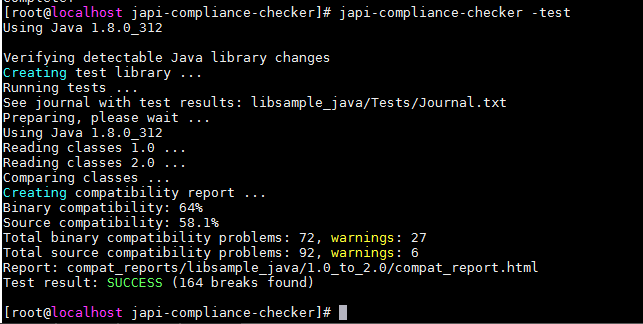 [root@localhost japi-compliance-checker]# japi-compliance-checker -test
Using Java 1.8.0_312
Verifying detectable Java library changes
Creating test library ...
Running tests ...
See journal with test results: libsample_java/Tests/Journal.txt
Preparing, please wait ...
Using Java 1.8.0_312
Reading classes 1.0 ...
Reading classes 2.0 ...
Comparing classes ...
Creating compatibility report ...
Binary compatibility: 64%
Source compatibility: 58.1%
Total binary compatibility problems: 72, warnings: 27
Total source compatibility problems: 92, warnings: 6
Report: compat_reports/libsample_java/1.0_to_2.0/compat_report.html
Test result: SUCCESS (164 breaks found)
[root@localhost japi-compliance-checker]#